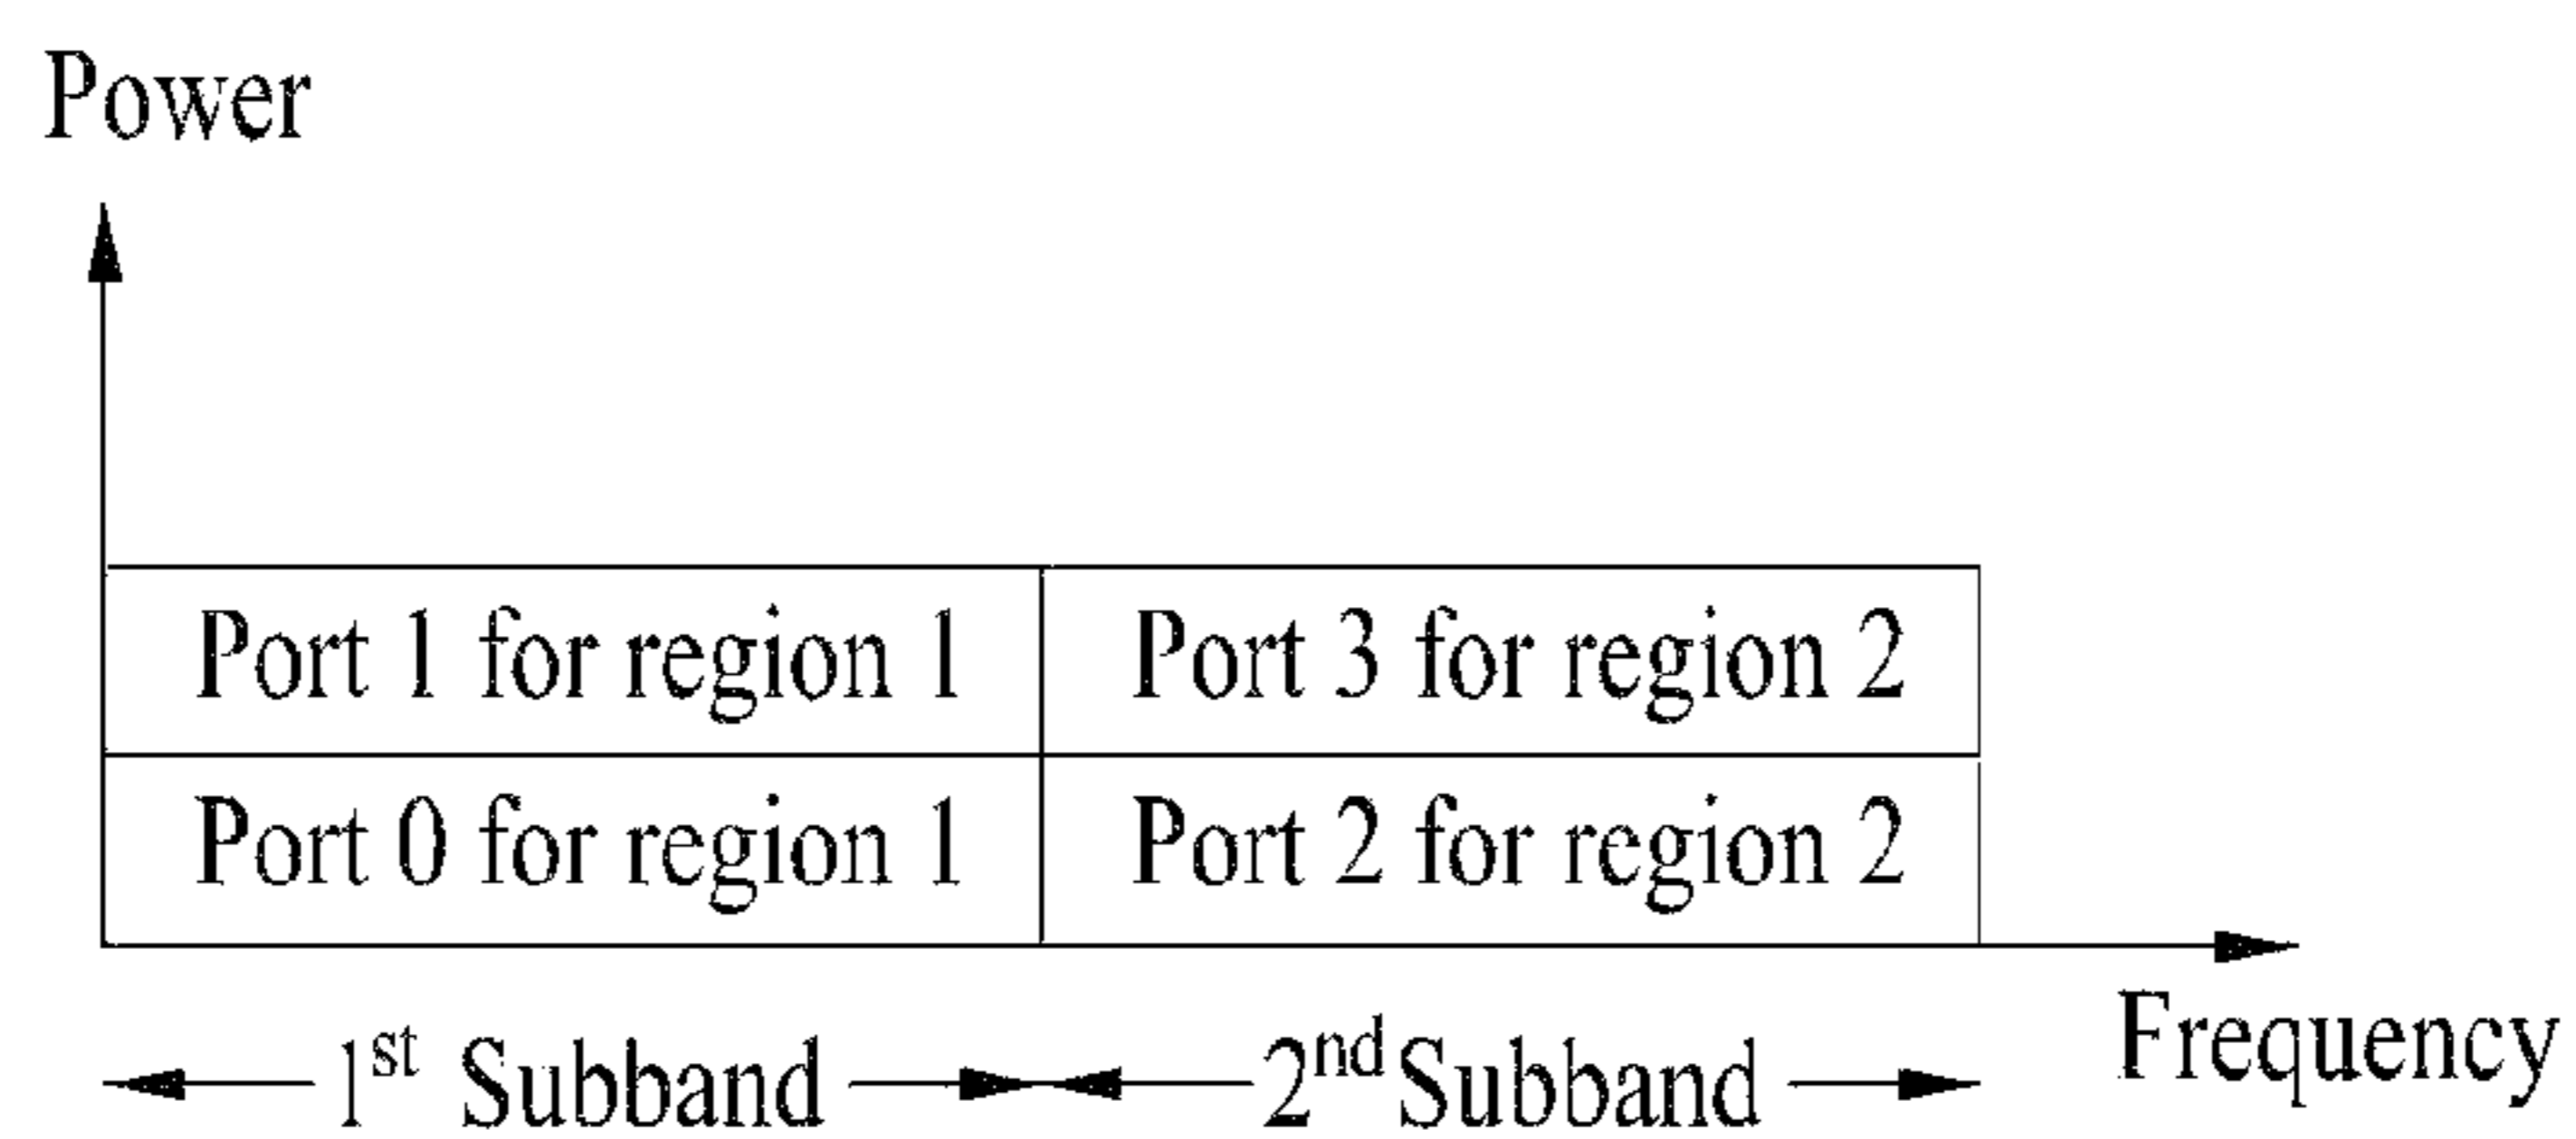 Power
Port 1 for region 1 Port 3 for region 2
Port 0 for region 1 Port 2 for region 2
Frequency
1st Subband 2nd Subband